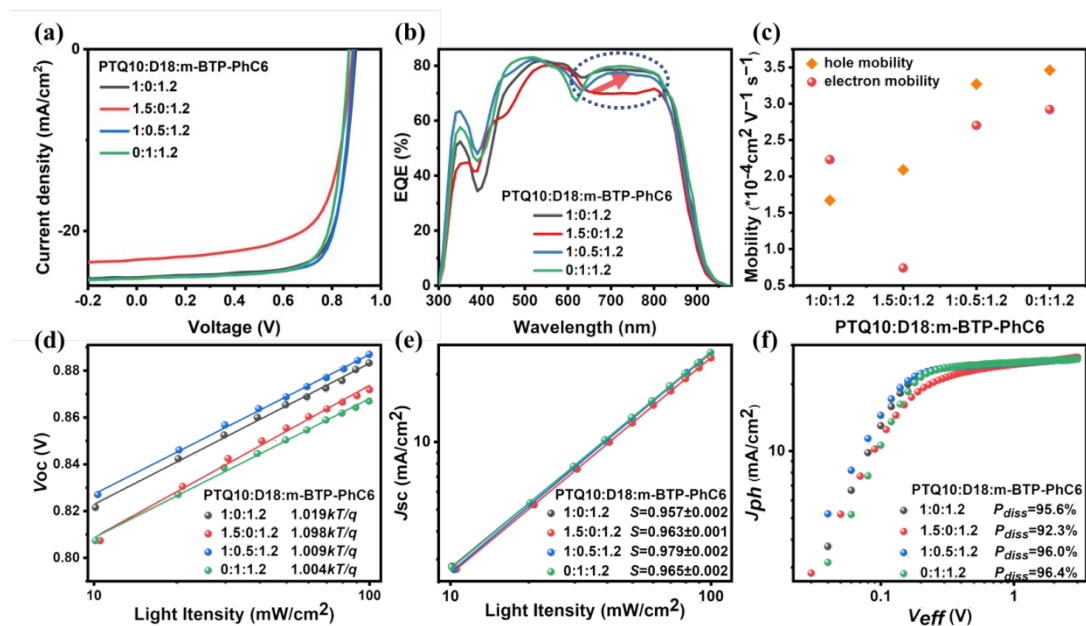 (a)
PTQ10:D18:m-BTP-PhC6
1:0:1.2
1.5:0:1.2
1:0.5:1.2
0:1:1.2
Current density (mA/cm²)
0
-20
-0.2 0.0 0.2 0.4 0.6 0.8 1.0
Voltage (V)
(b)
EQE (%)
80
60
40
20
0
PTQ10:D18:m-BTP-PhC6
1:0:1.2
1.5:0:1.2
1:0.5:1.2
0:1:1.2
300 400 500 600 700 800 900
Wavelength (nm)
(c)
hole mobility
electron mobility
Mobility (*10⁻⁴cm² V⁻¹ s⁻¹)
3.5
3.0
2.5
2.0
1.5
1.0
0.5
1:0:1.2 1.5:0:1.2 1:0.5:1.2 0:1:1.2
PTQ10:D18:m-BTP-PhC6
(d)
Voc (V)
0.88
0.86
0.84
0.82
0.80
PTQ10:D18:m-BTP-PhC6
1:0:1.2 1.019kT/q
1.5:0:1.2 1.098kT/q
1:0.5:1.2 1.009kT/q
0:1:1.2 1.004kT/q
10 100
Light Itensity (mW/cm²)
(e)
Jsc (mA/cm²)
10
PTQ10:D18:m-BTP-PhC6
1:0:1.2 S=0.957±0.002
1.5:0:1.2 S=0.963±0.001
1:0.5:1.2 S=0.979±0.002
0:1:1.2 S=0.965±0.002
10 100
Light Itensity (mW/cm²)
(f)
Jph (mA/cm²)
10
PTQ10:D18:m-BTP-PhC6
1:0:1.2 Pdiss=95.6%
1.5:0:1.2 Pdiss=92.3%
1:0.5:1.2 Pdiss=96.0%
0:1:1.2 Pdiss=96.4%
0.1 1
Veff (V)